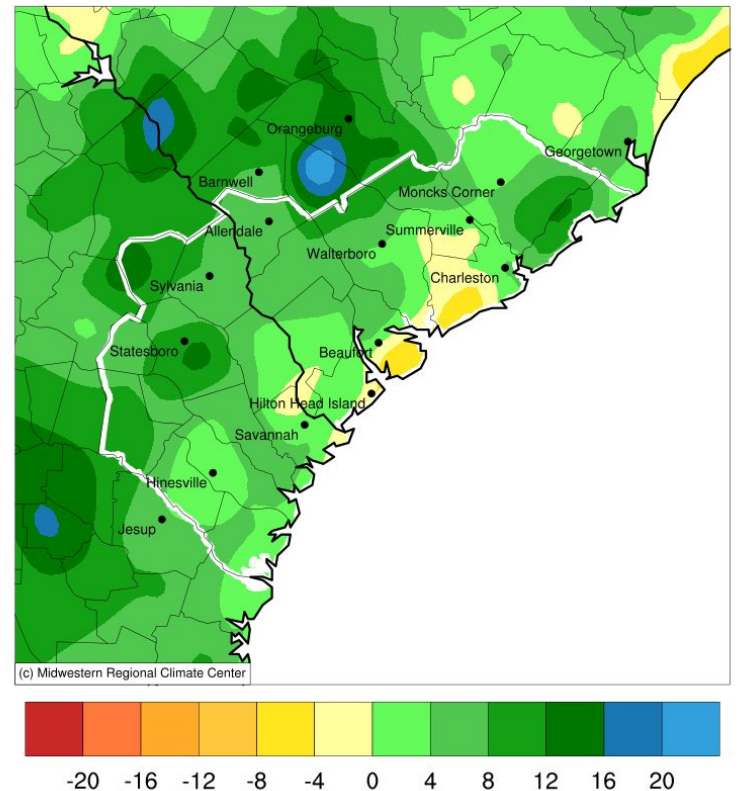 Orangeburg
Georgetown
Barnwell
Moncks Corner
Allendale
Summerville
Walterboro
Charleston
Sylvania
Statesboro
Beaufort
Hilton Head Island
Savannah
Hinesville
Jesup
(c) Midwestern Regional Climate Center
-20 -16 -12 -8 -4 0 4 8 12 16 20